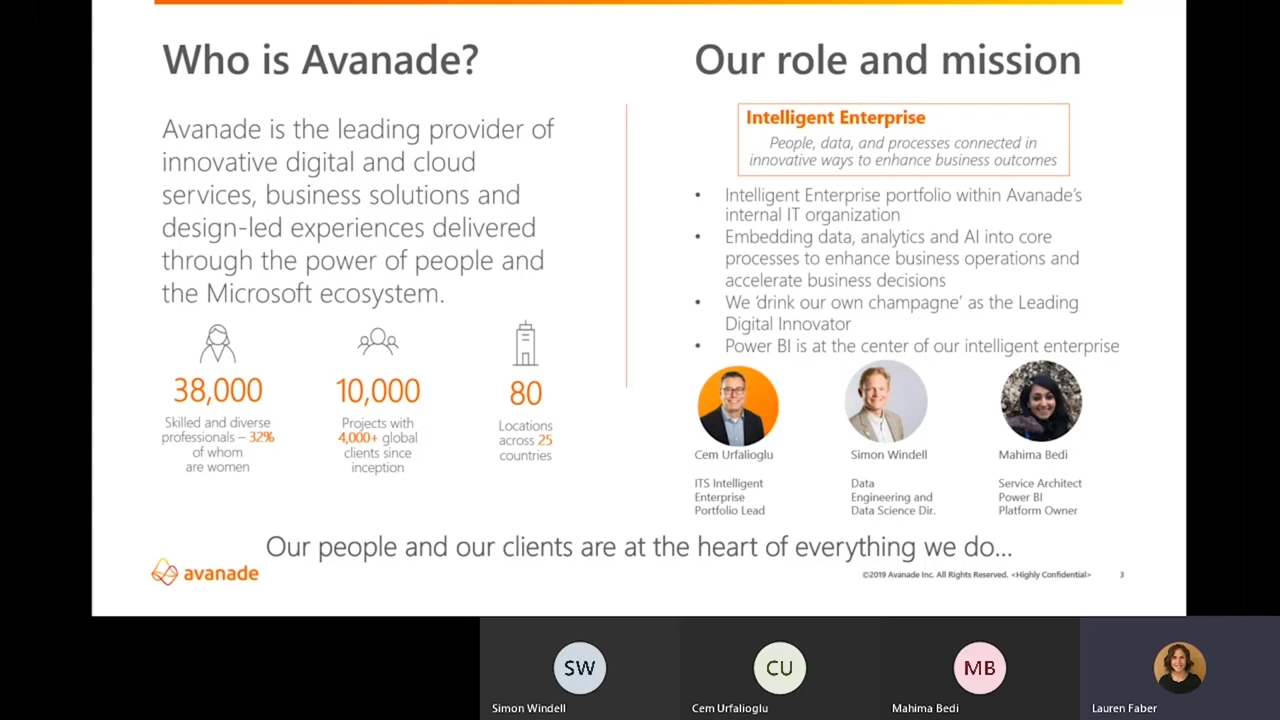 Who is Avanade?
Avanade is the leading provider of
innovative digital and cloud
services, business solutions and
design-led experiences delivered
through the power of people and
the Microsoft ecosystem.
38,000
Skilled and diverse
professionals – 32%
of whom
are women
10,000
Projects with
4,000+ global
clients since
inception
80
Locations
across 25
countries
Our role and mission
Intelligent Enterprise
People, data, and processes connected in
innovative ways to enhance business outcomes
• Intelligent Enterprise portfolio within Avanade's
internal IT organization
• Embedding data, analytics and AI into core
processes to enhance business operations and
accelerate business decisions
• We 'drink our own champagne' as the Leading
Digital Innovator
• Power BI is at the center of our intelligent enterprise
Cem Urfalioglu
ITS Intelligent
Enterprise
Portfolio Lead
Simon Windell
Data
Engineering and
Data Science Dir.
Mahima Bedi
Service Architect
Power BI
Platform Owner
Our people and our clients are at the heart of everything we do...
avanade
©2019 Avanade Inc. All Rights Reserved. <Highly Confidential>
3
SW
Simon Windell
CU
Cem Urfalioglu
MB
Mahima Bedi
Lauren Faber